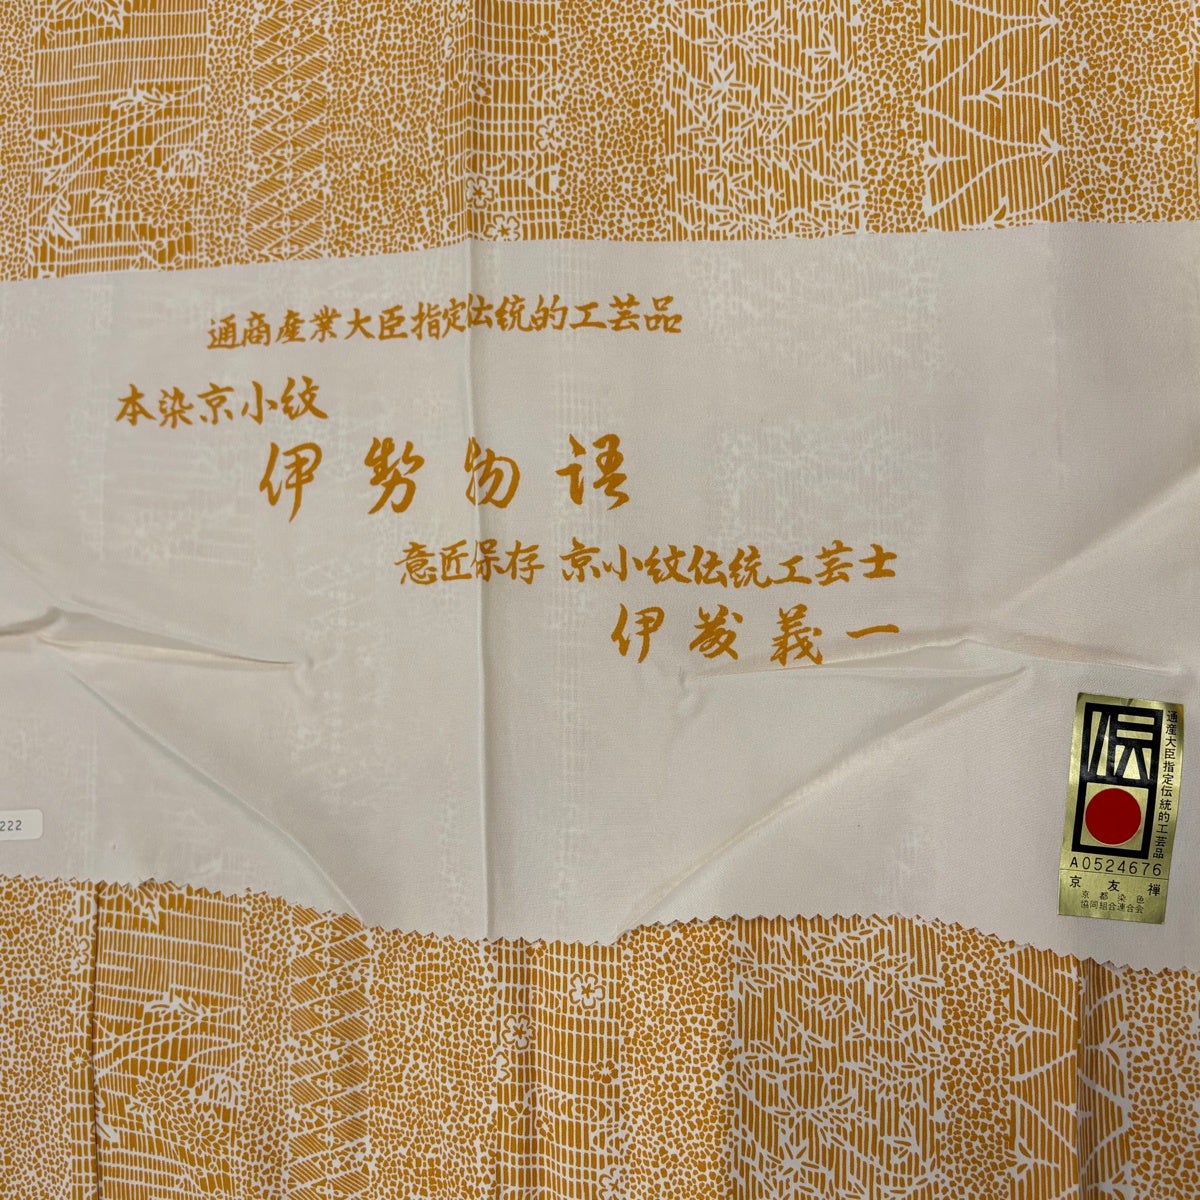 通商産業大臣指定伝統的工芸品
本染京小紋
伊勢物語
意匠保存 京小紋伝統工芸士
伊藤義一
伝
通産大臣指定伝統的工芸品
A0524676
京友禅
京都染色
協同組合連合会
222